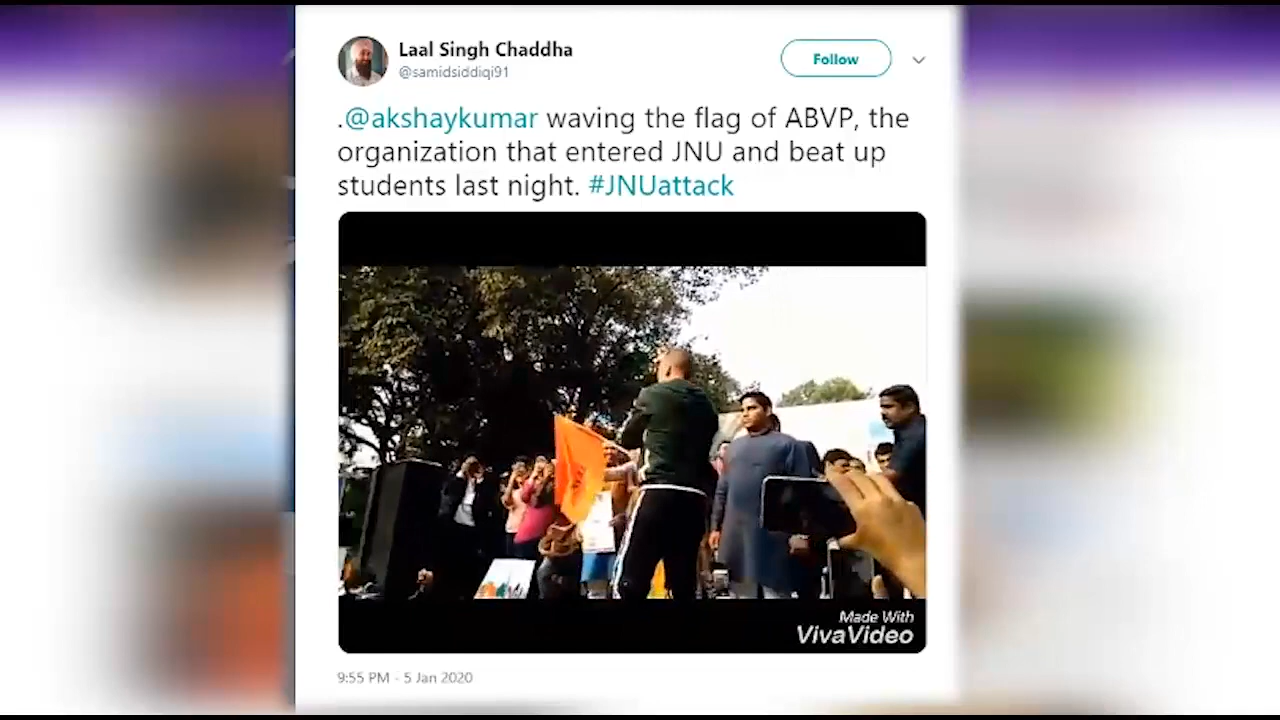 Laal Singh Chaddha
@samidsiddiqi91
Follow
.@akshaykumar waving the flag of ABVP, the
organization that entered JNU and beat up
students last night. #JNUattack
Made With
VivaVideo
9:55 PM - 5 Jan 2020